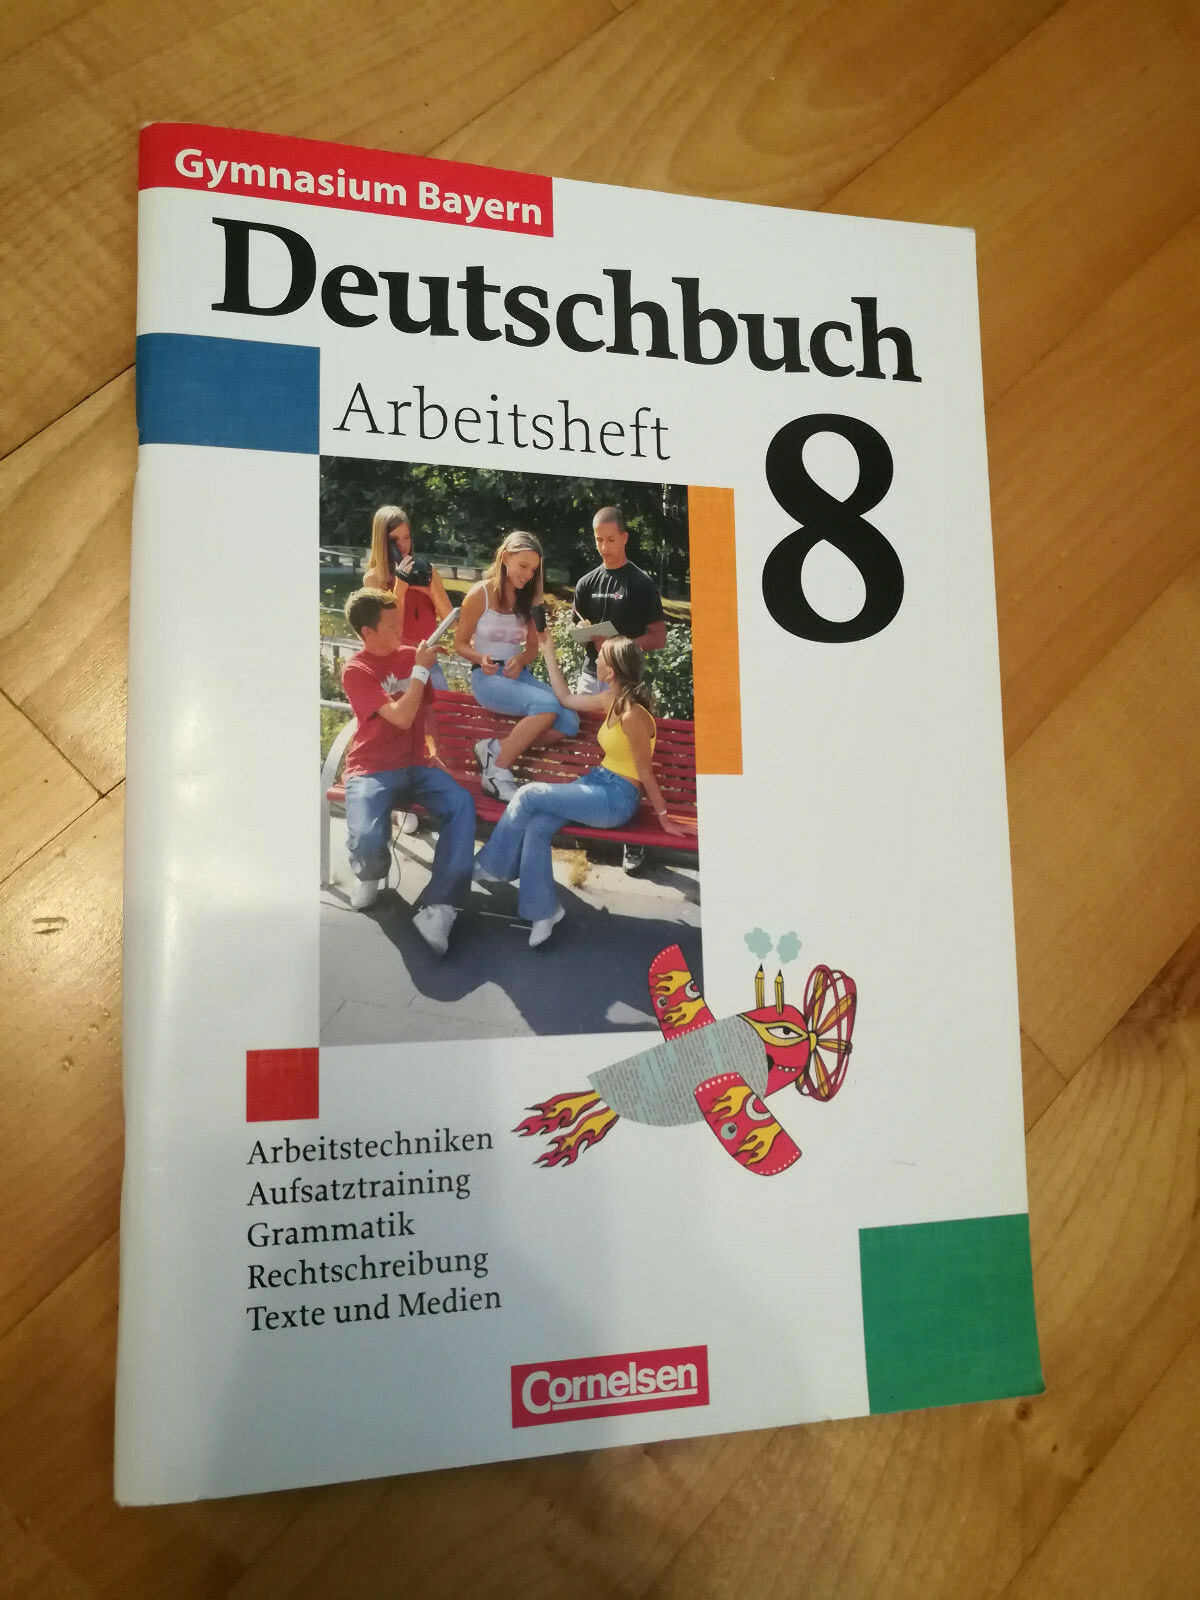 Gymnasium Bayern
Deutschbuch
Arbeitsheft
8
Arbeitstechniken
Aufsatztraining
Grammatik
Rechtschreibung
Texte und Medien
Cornelsen